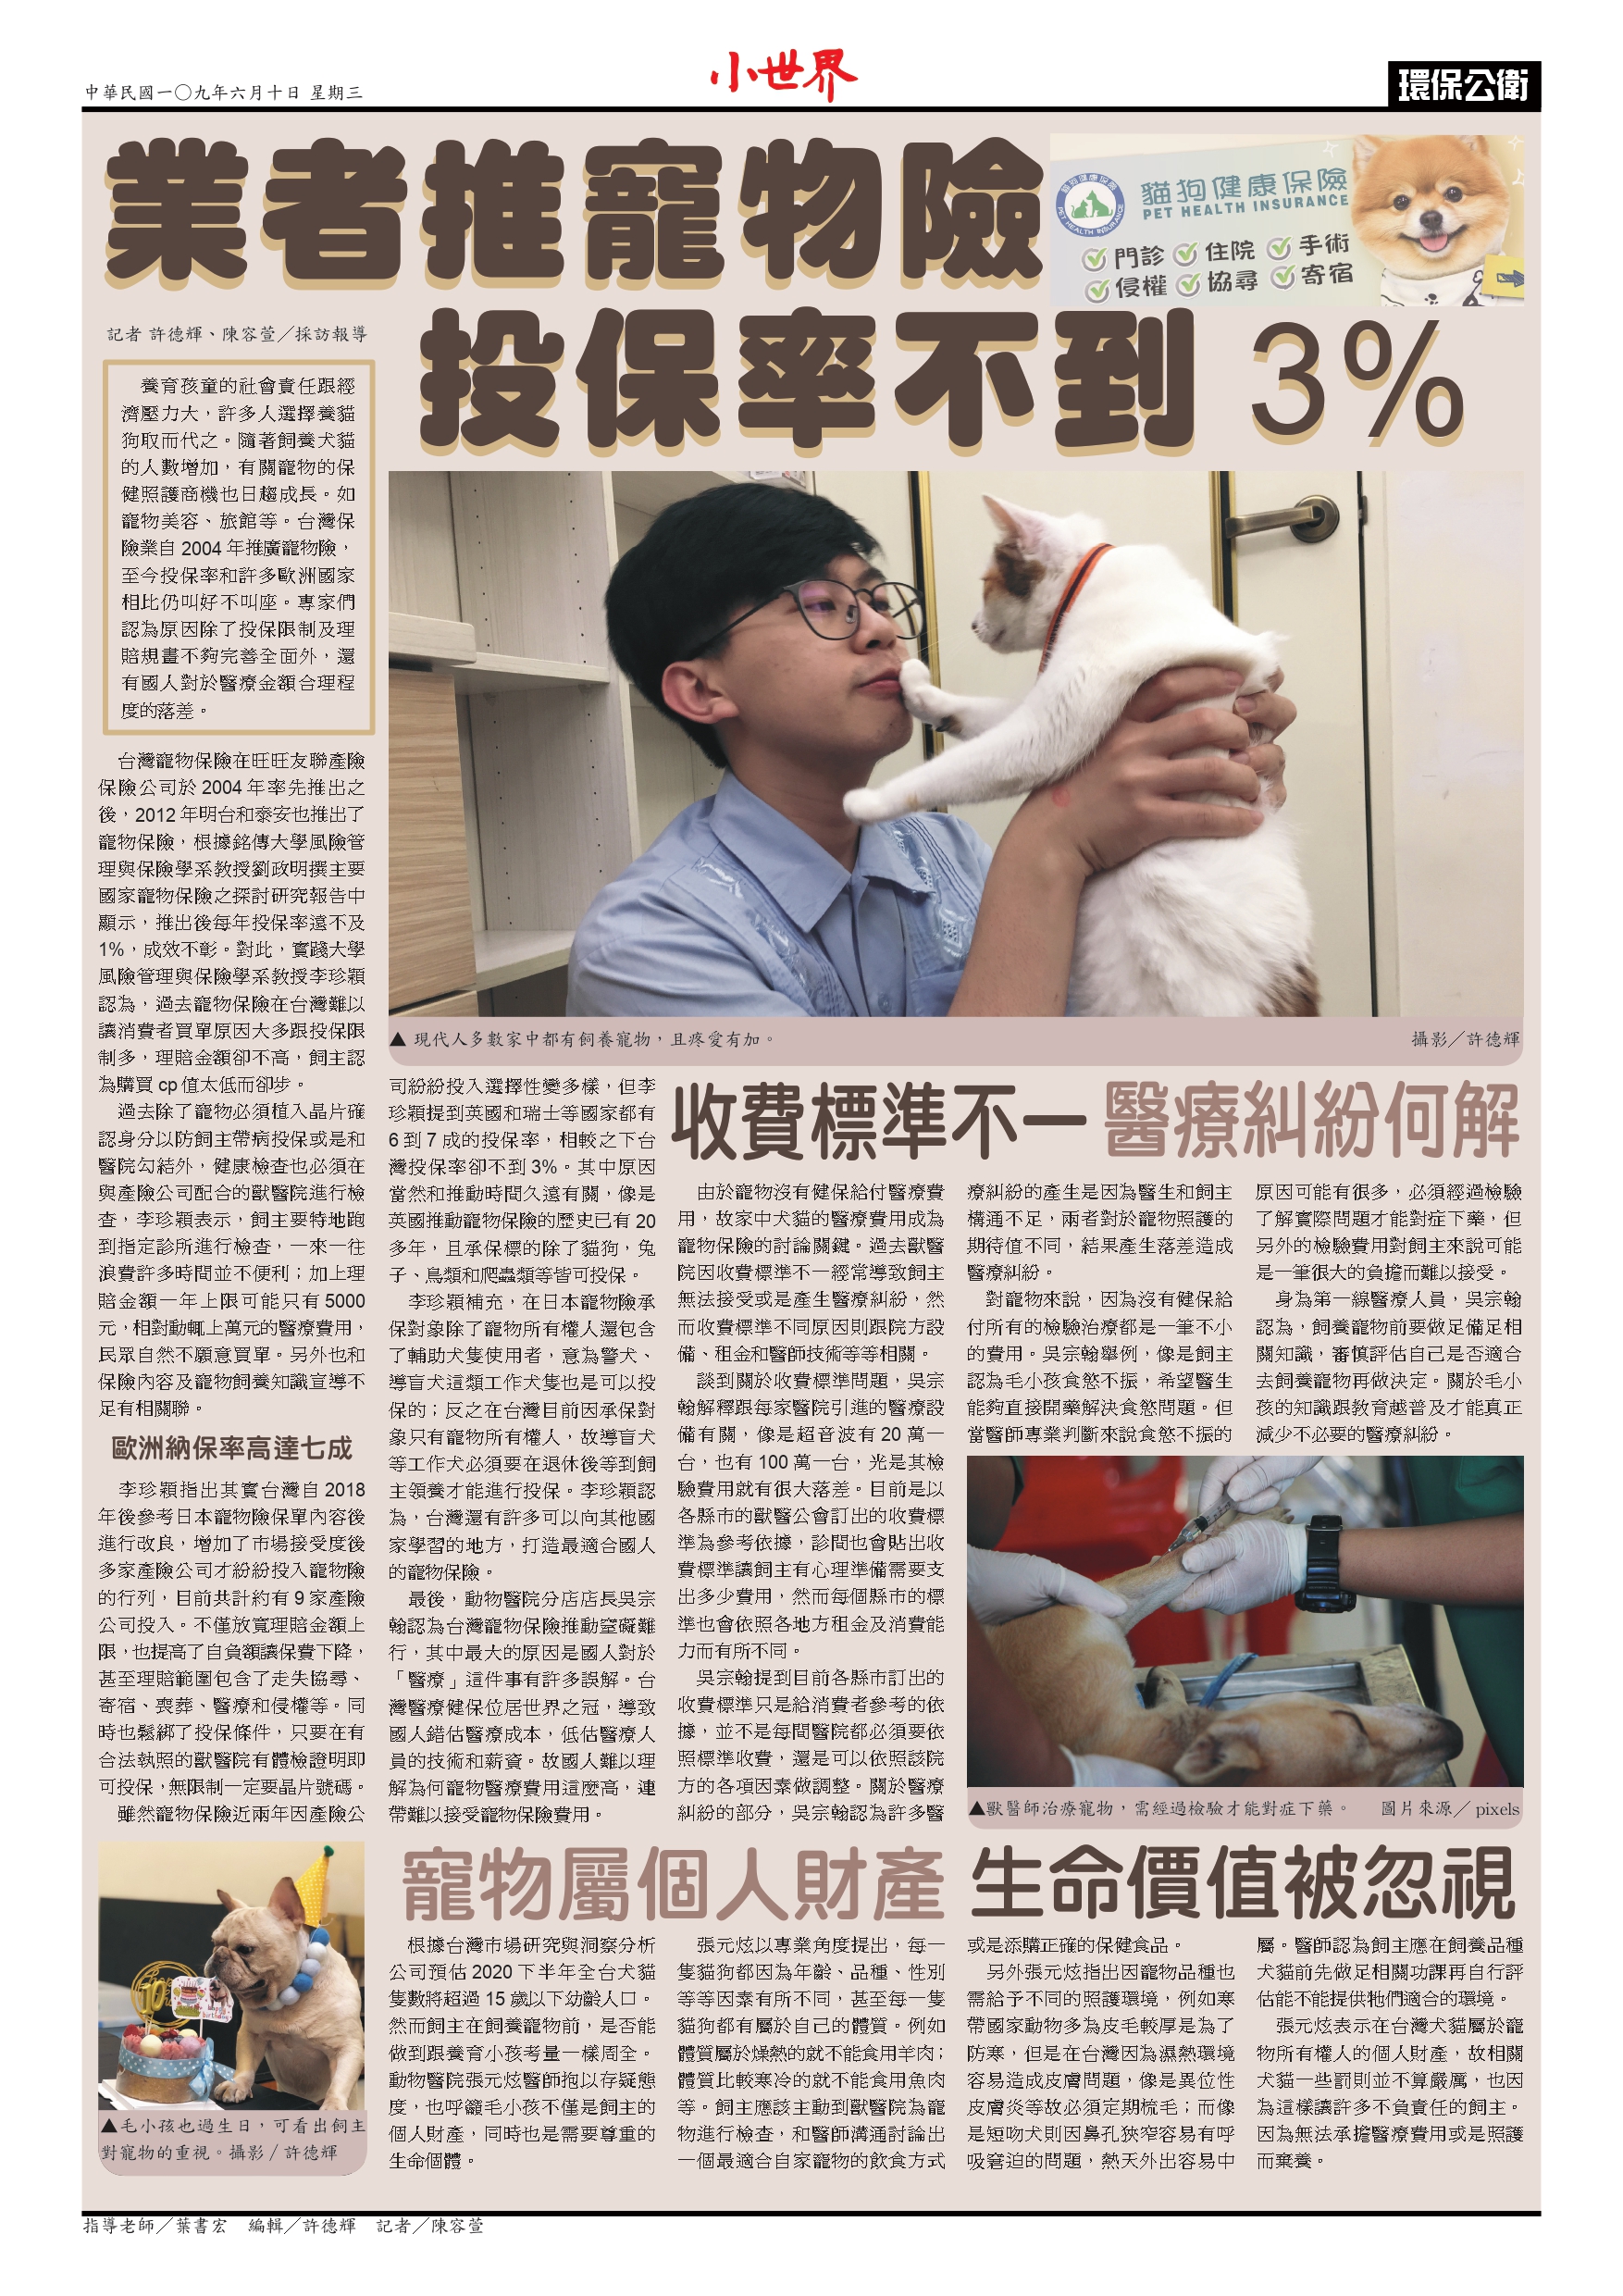 中華民國一〇九年六月十日 星期三
小世界
環保公衛
業者推寵物險
投保率不到 3%
貓狗健康保險
PET HEALTH INSURANCE
門診 住院 手術
侵權 協尋 寄宿
記者 許德輝、陳容萱／採訪報導
養育孩童的社會責任跟經
濟壓力大，許多人選擇養貓
狗取而代之。隨著飼養犬貓
的人數增加，有關寵物的保
健照護商機也日趨成長。如
寵物美容、旅館等。台灣保
險業自 2004 年推廣寵物險，
至今投保率和許多歐洲國家
相比仍叫好不叫座。專家們
認為原因除了投保限制及理
賠規畫不夠完善全面外，還
有國人對於醫療金額合理程
度的落差。
台灣寵物保險在旺旺友聯產險
保險公司於 2004 年率先推出之
後，2012 年明台和泰安也推出了
寵物保險，根據銘傳大學風險管
理與保險學系教授劉政明撰主要
國家寵物保險之探討研究報告中
顯示，推出後每年投保率遠不及
1%，成效不彰。對此，實踐大學
風險管理與保險學系教授李珍穎
認為，過去寵物保險在台灣難以
讓消費者買單原因大多跟投保限
制多，理賠金額卻不高，飼主認
為購買 cp 值太低而卻步。
過去除了寵物必須植入晶片確
認身分以防飼主帶病投保或是和
醫院勾結外，健康檢查也必須在
與產險公司配合的獸醫院進行檢
查，李珍穎表示，飼主要特地跑
到指定診所進行檢查，一來一往
浪費許多時間並不便利；加上理
賠金額一年上限可能只有 5000
元，相對動輒上萬元的醫療費用，
民眾自然不願意買單。另外也和
保險內容及寵物飼養知識宣導不
足有相關聯。
歐洲納保率高達七成
李珍穎指出其實台灣自 2018
年後參考日本寵物險保單內容後
進行改良，增加了市場接受度後
多家產險公司才紛紛投入寵物險
的行列，目前共計約有 9 家產險
公司投入。不僅放寬理賠金額上
限，也提高了自負額讓保費下降，
甚至理賠範圍包含了走失協尋、
寄宿、喪葬、醫療和侵權等。同
時也鬆綁了投保條件，只要在有
合法執照的獸醫院有體檢證明即
可投保，無限制一定要晶片號碼。
雖然寵物保險近兩年因產險公
▲ 現代人多數家中都有飼養寵物，且疼愛有加。 攝影／許德輝
司紛紛投入選擇性變多樣，但李
珍穎提到英國和瑞士等國家都有
6 到 7 成的投保率，相較之下台
灣投保率卻不到 3%。其中原因
當然和推動時間久遠有關，像是
英國推動寵物保險的歷史已有 20
多年，且承保標的除了貓狗，兔
子、鳥類和爬蟲類等皆可投保。
李珍穎補充，在日本寵物險承
保對象除了寵物所有權人還包含
了輔助犬隻使用者，意為警犬、
導盲犬這類工作犬隻也是可以投
保的；反之在台灣目前因承保對
象只有寵物所有權人，故導盲犬
等工作犬必須要在退休後等到飼
主領養才能進行投保。李珍穎認
為，台灣還有許多可以向其他國
家學習的地方，打造最適合國人
的寵物保險。
最後，動物醫院分店店長吳宗
翰認為台灣寵物保險推動窒礙難
行，其中最大的原因是國人對於
「醫療」這件事有許多誤解。台
灣醫療健保位居世界之冠，導致
國人錯估醫療成本，低估醫療人
員的技術和薪資。故國人難以理
解為何寵物醫療費用這麼高，連
帶難以接受寵物保險費用。
收費標準不一 醫療糾紛何解
由於寵物沒有健保給付醫療費
用，故家中犬貓的醫療費用成為
寵物保險的討論關鍵。過去獸醫
院因收費標準不一經常導致飼主
無法接受或是產生醫療糾紛，然
而收費標準不同原因則跟院方設
備、租金和醫師技術等等相關。
談到關於收費標準問題，吳宗
翰解釋跟每家醫院引進的醫療設
備有關，像是超音波有 20 萬一
台，也有 100 萬一台，光是其檢
驗費用就有很大落差。目前是以
各縣市的獸醫公會訂出的收費標
準為參考依據，診間也會貼出收
費標準讓飼主有心理準備需要支
出多少費用，然而每個縣市的標
準也會依照各地方租金及消費能
力而有所不同。
吳宗翰提到目前各縣市訂出的
收費標準只是給消費者參考的依
據，並不是每間醫院都必須要依
照標準收費，還是可以依照該院
方的各項因素做調整。關於醫療
糾紛的部分，吳宗翰認為許多醫
療糾紛的產生是因為醫生和飼主
構通不足，兩者對於寵物照護的
期待值不同，結果產生落差造成
醫療糾紛。
對寵物來說，因為沒有健保給
付所有的檢驗治療都是一筆不小
的費用。吳宗翰舉例，像是飼主
認為毛小孩食慾不振，希望醫生
能夠直接開藥解決食慾問題。但
當醫師專業判斷來說食慾不振的
原因可能有很多，必須經過檢驗
了解實際問題才能對症下藥，但
另外的檢驗費用對飼主來說可能
是一筆很大的負擔而難以接受。
身為第一線醫療人員，吳宗翰
認為，飼養寵物前要做足備足相
關知識，審慎評估自己是否適合
去飼養寵物再做決定。關於毛小
孩的知識跟教育越普及才能真正
減少不必要的醫療糾紛。
▲獸醫師治療寵物，需經過檢驗才能對症下藥。 圖片來源／ pixels
▲毛小孩也過生日，可看出飼主
對寵物的重視。攝影 / 許德輝
寵物屬個人財產 生命價值被忽視
根據台灣市場研究與洞察分析
公司預估 2020 下半年全台犬貓
隻數將超過 15 歲以下幼齡人口。
然而飼主在飼養寵物前，是否能
做到跟養育小孩考量一樣周全。
動物醫院張元炫醫師抱以存疑態
度，也呼籲毛小孩不僅是飼主的
個人財產，同時也是需要尊重的
生命個體。
張元炫以專業角度提出，每一
隻貓狗都因為年齡、品種、性別
等等因素有所不同，甚至每一隻
貓狗都有屬於自己的體質。例如
體質屬於燥熱的就不能食用羊肉；
體質比較寒冷的就不能食用魚肉
等。飼主應該主動到獸醫院為寵
物進行檢查，和醫師溝通討論出
一個最適合自家寵物的飲食方式
或是添購正確的保健食品。
另外張元炫指出因寵物品種也
需給予不同的照護環境，例如寒
帶國家動物多為皮毛較厚是為了
防寒，但是在台灣因為濕熱環境
容易造成皮膚問題，像是異位性
皮膚炎等故必須定期梳毛；而像
是短吻犬則因鼻孔狹窄容易有呼
吸窘迫的問題，熱天外出容易中
屬。醫師認為飼主應在飼養品種
犬貓前先做足相關功課再自行評
估能不能提供牠們適合的環境。
張元炫表示在台灣犬貓屬於寵
物所有權人的個人財產，故相關
犬貓一些罰則並不算嚴厲，也因
為這樣讓許多不負責任的飼主。
因為無法承擔醫療費用或是照護
而棄養。
指導老師／葉書宏 編輯／許德輝 記者／陳容萱